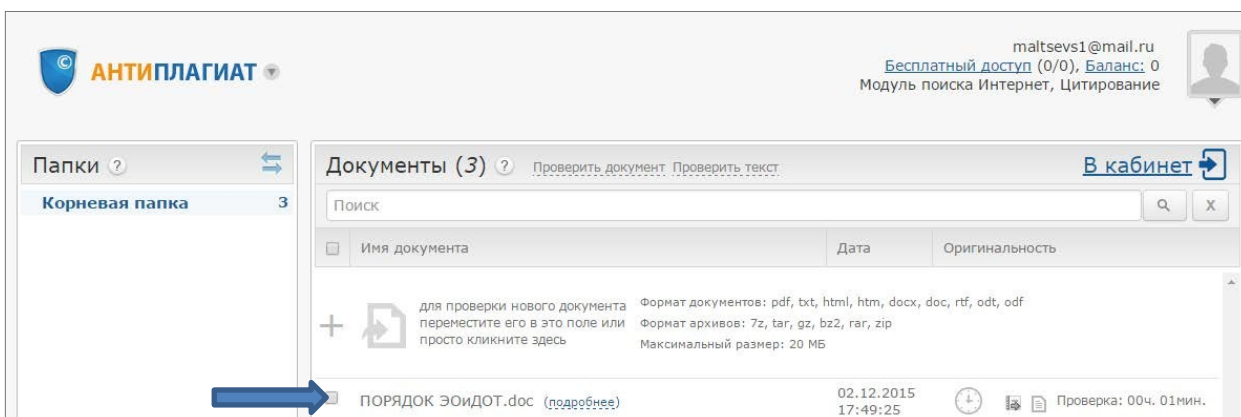 АНТИПЛАГИАТ
maltsevs1@mail.ru
Бесплатный доступ (0/0), Баланс: 0
Модуль поиска Интернет, Цитирование
Папки ?
Корневая папка 3
Документы (3) ? Проверить документ Проверить текст В кабинет
Поиск X
Имя документа Дата Оригинальность
для проверки нового документа
переместите его в это поле или
просто кликните здесь
Формат документов: pdf, txt, html, htm, docx, doc, rtf, odt, odf
Формат архивов: 7z, tar, gz, bz2, rar, zip
Максимальный размер: 20 МБ
ПОРЯДОК ЭОиДОТ.doc (подробнее)
02.12.2015
17:49:25
Проверка: 00ч. 01мин.